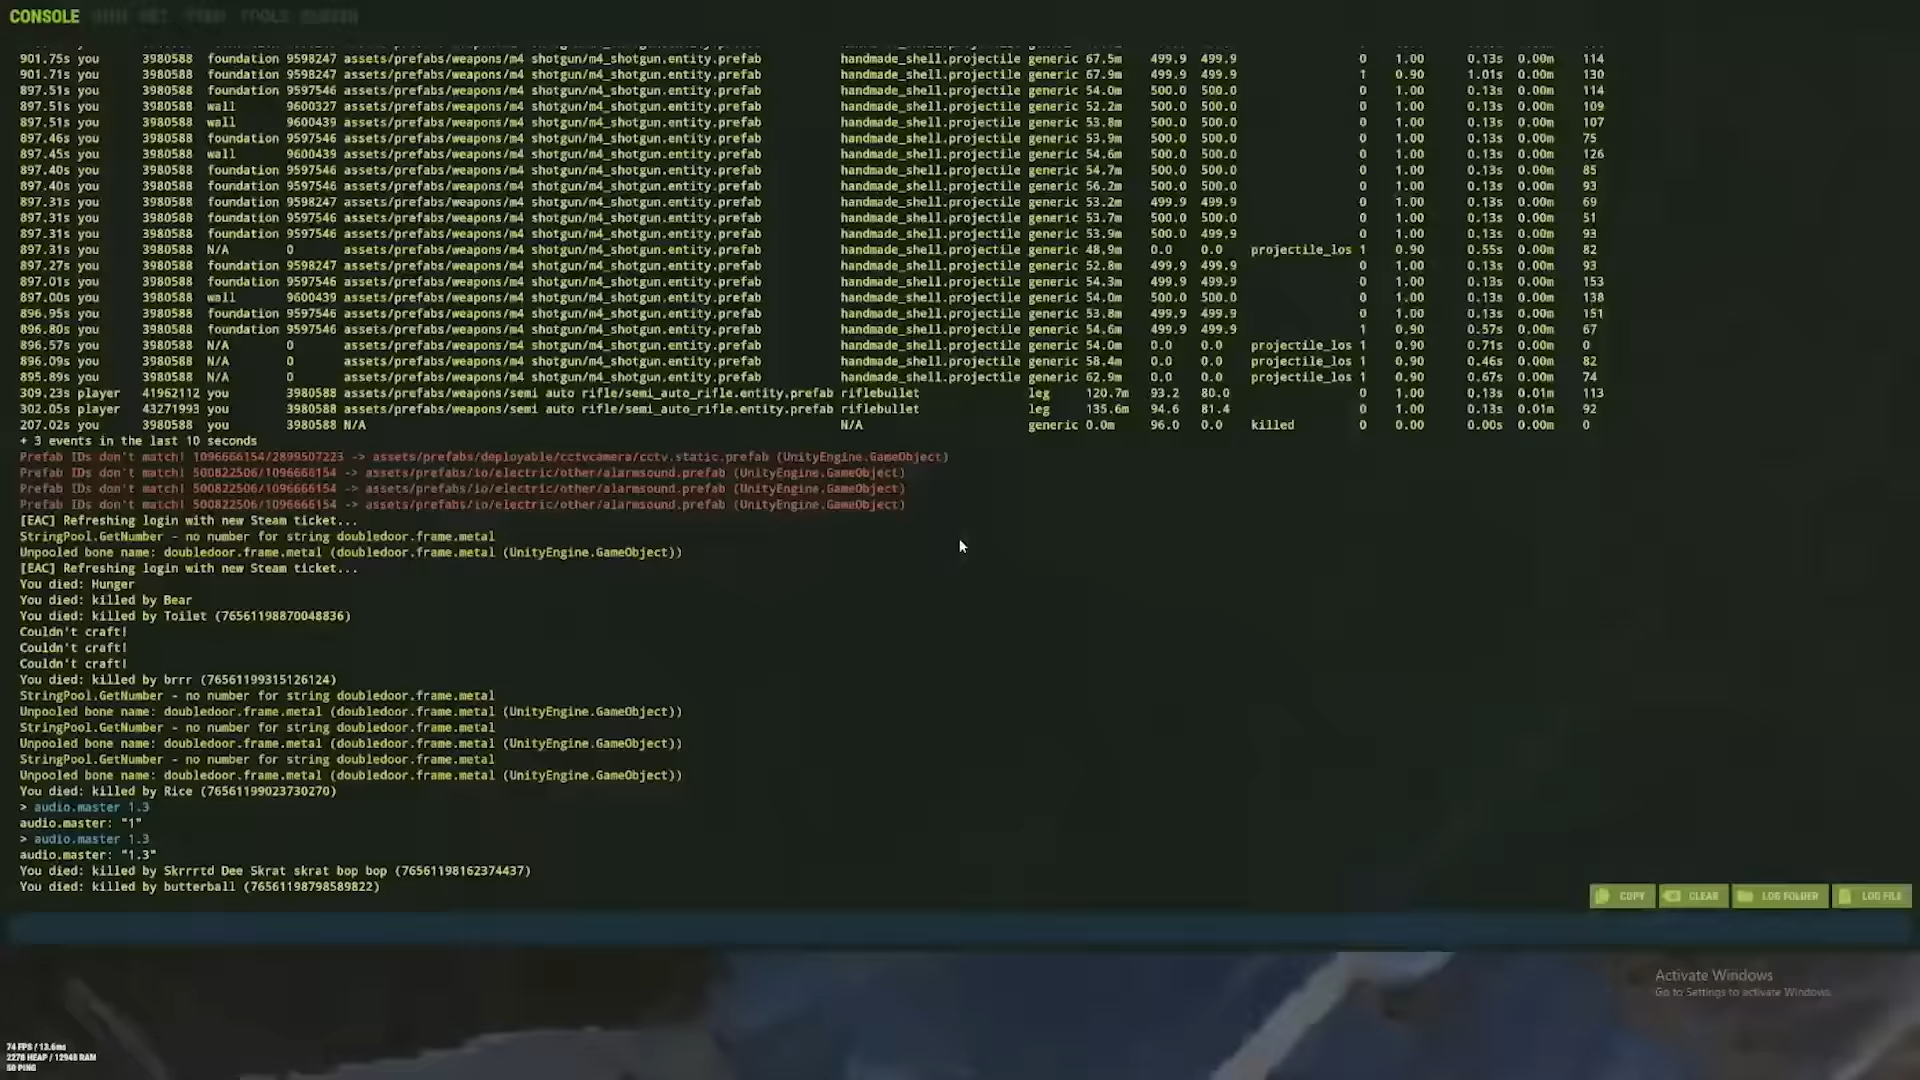 CONSOLE TOOLS
901.75s you 3980588 foundation 9598247 assets/prefabs/weapons/m4 shotgun/m4_shotgun.entity.prefab handmade_shell.projectile generic 67.5m 499.9 499.9 0 1.00 0.13s 0.00m 114
901.71s you 3980588 foundation 9598247 assets/prefabs/weapons/m4 shotgun/m4_shotgun.entity.prefab handmade_shell.projectile generic 67.9m 499.9 499.9 1 0.90 1.01s 0.00m 130
897.51s you 3980588 foundation 9597546 assets/prefabs/weapons/m4 shotgun/m4_shotgun.entity.prefab handmade_shell.projectile generic 54.0m 500.0 500.0 0 1.00 0.13s 0.00m 114
897.51s you 3980588 wall 9600327 assets/prefabs/weapons/m4 shotgun/m4_shotgun.entity.prefab handmade_shell.projectile generic 52.2m 500.0 500.0 0 1.00 0.13s 0.00m 109
897.51s you 3980588 wall 9600439 assets/prefabs/weapons/m4 shotgun/m4_shotgun.entity.prefab handmade_shell.projectile generic 53.8m 500.0 500.0 0 1.00 0.13s 0.00m 107
897.46s you 3980588 foundation 9597546 assets/prefabs/weapons/m4 shotgun/m4_shotgun.entity.prefab handmade_shell.projectile generic 53.9m 500.0 500.0 0 1.00 0.13s 0.00m 75
897.45s you 3980588 wall 9600439 assets/prefabs/weapons/m4 shotgun/m4_shotgun.entity.prefab handmade_shell.projectile generic 54.6m 500.0 500.0 0 1.00 0.13s 0.00m 126
897.40s you 3980588 foundation 9597546 assets/prefabs/weapons/m4 shotgun/m4_shotgun.entity.prefab handmade_shell.projectile generic 54.7m 500.0 500.0 0 1.00 0.13s 0.00m 85
897.40s you 3980588 foundation 9597546 assets/prefabs/weapons/m4 shotgun/m4_shotgun.entity.prefab handmade_shell.projectile generic 56.2m 500.0 500.0 0 1.00 0.13s 0.00m 93
897.31s you 3980588 foundation 9598247 assets/prefabs/weapons/m4 shotgun/m4_shotgun.entity.prefab handmade_shell.projectile generic 53.2m 499.9 499.9 0 1.00 0.13s 0.00m 69
897.31s you 3980588 foundation 9597546 assets/prefabs/weapons/m4 shotgun/m4_shotgun.entity.prefab handmade_shell.projectile generic 53.7m 500.0 500.0 0 1.00 0.13s 0.00m 51
897.31s you 3980588 foundation 9597546 assets/prefabs/weapons/m4 shotgun/m4_shotgun.entity.prefab handmade_shell.projectile generic 53.9m 500.0 499.9 0 1.00 0.13s 0.00m 93
897.31s you 3980588 N/A 0 assets/prefabs/weapons/m4 shotgun/m4_shotgun.entity.prefab handmade_shell.projectile generic 48.9m 0.0 0.0 projectile_los 1 0.90 0.55s 0.00m 82
897.27s you 3980588 foundation 9598247 assets/prefabs/weapons/m4 shotgun/m4_shotgun.entity.prefab handmade_shell.projectile generic 52.8m 499.9 499.9 0 1.00 0.13s 0.00m 93
897.01s you 3980588 foundation 9597546 assets/prefabs/weapons/m4 shotgun/m4_shotgun.entity.prefab handmade_shell.projectile generic 54.3m 499.9 499.9 0 1.00 0.13s 0.00m 153
897.00s you 3980588 wall 9600439 assets/prefabs/weapons/m4 shotgun/m4_shotgun.entity.prefab handmade_shell.projectile generic 54.0m 500.0 500.0 0 1.00 0.13s 0.00m 138
896.95s you 3980588 foundation 9597546 assets/prefabs/weapons/m4 shotgun/m4_shotgun.entity.prefab handmade_shell.projectile generic 53.8m 500.0 500.0 0 1.00 0.13s 0.00m 151
896.80s you 3980588 foundation 9597546 assets/prefabs/weapons/m4 shotgun/m4_shotgun.entity.prefab handmade_shell.projectile generic 54.6m 499.9 499.9 1 0.90 0.57s 0.00m 67
896.57s you 3980588 N/A 0 assets/prefabs/weapons/m4 shotgun/m4_shotgun.entity.prefab handmade_shell.projectile generic 54.0m 0.0 0.0 projectile_los 1 0.90 0.71s 0.00m 0
896.09s you 3980588 N/A 0 assets/prefabs/weapons/m4 shotgun/m4_shotgun.entity.prefab handmade_shell.projectile generic 58.4m 0.0 0.0 projectile_los 1 0.90 0.46s 0.00m 82
895.89s you 3980588 N/A 0 assets/prefabs/weapons/m4 shotgun/m4_shotgun.entity.prefab handmade_shell.projectile generic 62.9m 0.0 0.0 projectile_los 1 0.90 0.67s 0.00m 74
309.23s player 41962112 you 3980588 assets/prefabs/weapons/semi auto rifle/semi_auto_rifle.entity.prefab riflebullet leg 120.7m 93.2 80.0 0 1.00 0.13s 0.01m 113
302.05s player 43271993 you 3980588 assets/prefabs/weapons/semi auto rifle/semi_auto_rifle.entity.prefab riflebullet leg 135.6m 94.6 81.4 0 1.00 0.13s 0.01m 92
207.02s you 3980588 you 3980588 N/A N/A generic 0.0m 96.0 0.0 killed 0 0.00 0.00s 0.00m 0
+ 3 events in the last 10 seconds
Prefab IDs don't match! 1096666154/2899507223 -> assets/prefabs/deployable/cctvcamera/cctv.static.prefab (UnityEngine.GameObject)
Prefab IDs don't match! 500822506/1096666154 -> assets/prefabs/io/electric/other/alarmsound.prefab (UnityEngine.GameObject)
Prefab IDs don't match! 500822506/1096666154 -> assets/prefabs/io/electric/other/alarmsound.prefab (UnityEngine.GameObject)
Prefab IDs don't match! 500822506/1096666154 -> assets/prefabs/io/electric/other/alarmsound.prefab (UnityEngine.GameObject)
[EAC] Refreshing login with new Steam ticket...
StringPool.GetNumber - no number for string doubledoor.frame.metal
Unpooled bone name: doubledoor.frame.metal (doubledoor.frame.metal (UnityEngine.GameObject))
[EAC] Refreshing login with new Steam ticket...
You died: Hunger
You died: killed by Bear
You died: killed by Toilet (76561198870048836)
Couldn't craft!
Couldn't craft!
Couldn't craft!
You died: killed by brrr (76561199315126124)
StringPool.GetNumber - no number for string doubledoor.frame.metal
Unpooled bone name: doubledoor.frame.metal (doubledoor.frame.metal (UnityEngine.GameObject))
StringPool.GetNumber - no number for string doubledoor.frame.metal
Unpooled bone name: doubledoor.frame.metal (doubledoor.frame.metal (UnityEngine.GameObject))
StringPool.GetNumber - no number for string doubledoor.frame.metal
Unpooled bone name: doubledoor.frame.metal (doubledoor.frame.metal (UnityEngine.GameObject))
You died: killed by Rice (76561199023730270)
> audio.master 1.3
audio.master: "1"
> audio.master 1.3
audio.master: "1.3"
You died: killed by Skrrrtd Dee Skrat skrat bop bop (76561198162374437)
You died: killed by butterball (76561198798589822)
COPY CLEAR LOG FOLDER LOG FILE
Activate Windows
Go to Settings to activate Windows.
74 FPS / 13.6ms
2278 HEAP / 12948 RAM
50 PING